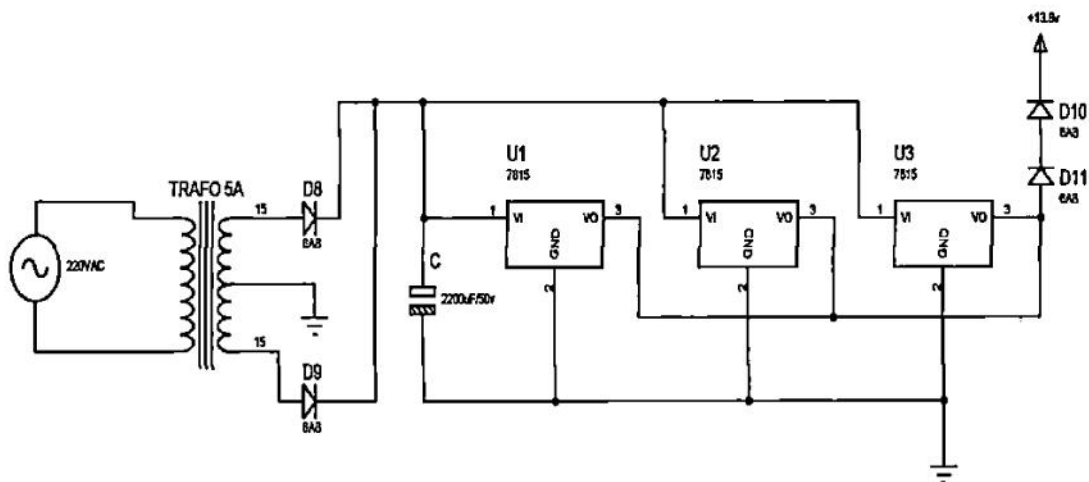 +13.8v
D10
6A8
D11
6A8
U1
7815
U2
7815
U3
7815
TRAFO 5A
D8
6A8
15
220VAC
15
D9
6A8
C
2200uF/50v
1
VI
VO
3
GND
2
1
VI
VO
3
GND
2
1
VI
VO
3
GND
2